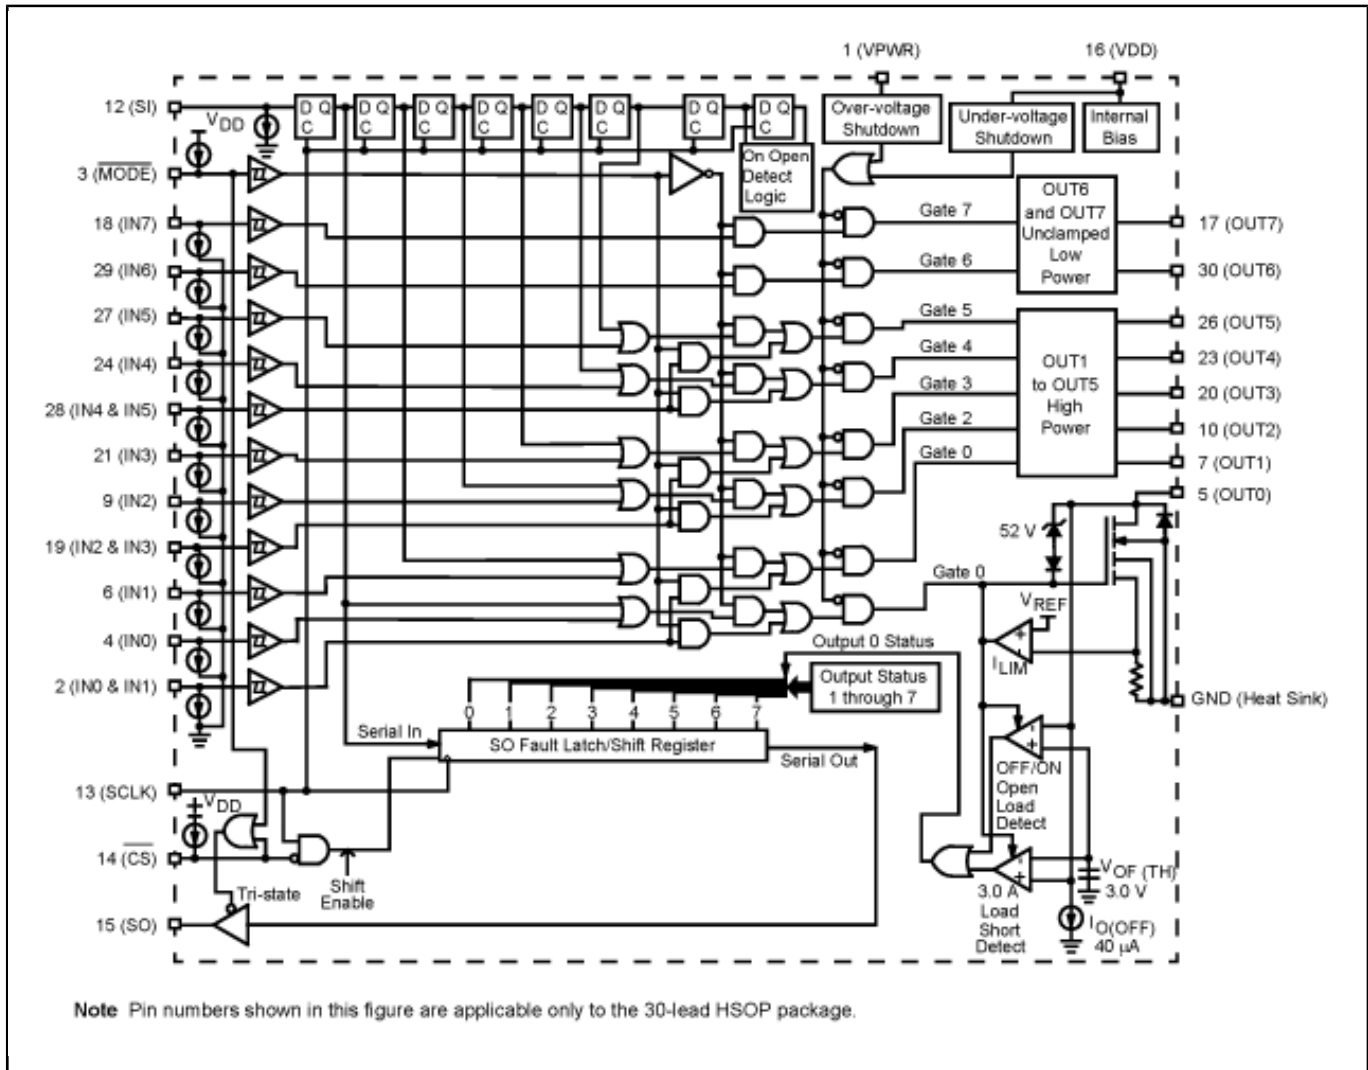 1 (VPWR)
16 (VDD)
12 (SI)
VDD
D Q
C
D Q
C
D Q
C
D Q
C
D Q
C
D Q
C
D Q
C
D Q
C
Over-voltage
Shutdown
Under-voltage
Shutdown
Internal
Bias
3 (MODE)
On Open
Detect
Logic
18 (IN7)
Gate 7
OUT6
and OUT7
Unclamped
Low
Power
17 (OUT7)
29 (IN6)
Gate 6
30 (OUT6)
27 (IN5)
Gate 5
26 (OUT5)
24 (IN4)
Gate 4
OUT1
to OUT5
High
Power
23 (OUT4)
28 (IN4 & IN5)
Gate 3
20 (OUT3)
21 (IN3)
Gate 2
10 (OUT2)
Gate 0
7 (OUT1)
9 (IN2)
5 (OUT0)
52 V
19 (IN2 & IN3)
6 (IN1)
Gate 0
VREF
4 (IN0)
Output 0 Status
ILIM
+
-
2 (IN0 & IN1)
Output Status
1 through 7
GND (Heat Sink)
0 1 2 3 4 5 6 7
Serial In
SO Fault Latch/Shift Register
Serial Out
-
+
OFF/ON
Open
Load
Detect
13 (SCLK)
VDD
14 (CS)
Shift
Enable
Tri-state
-
+
VOF (TH)
3.0 V
3.0 A
Load
Short
Detect
IO(OFF)
40 μA
15 (SO)
Note Pin numbers shown in this figure are applicable only to the 30-lead HSOP package.